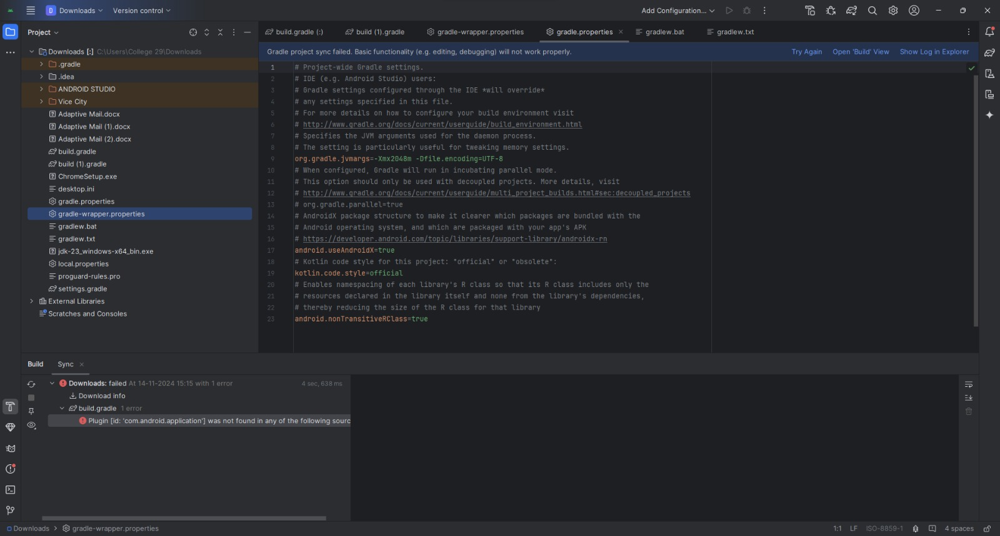 D Downloads Version control Add Configuration...
Project
Downloads [:] C:\Users\College 29\Downloads
.gradle
.idea
ANDROID STUDIO
Vice City
Adaptive Mail.docx
Adaptive Mail (1).docx
Adaptive Mail (2).docx
build.gradle
build (1).gradle
ChromeSetup.exe
desktop.ini
gradle.properties
gradle-wrapper.properties
gradlew.bat
gradlew.txt
jdk-23_windows-x64_bin.exe
local.properties
proguard-rules.pro
settings.gradle
External Libraries
Scratches and Consoles
build.gradle (:) build (1).gradle gradle-wrapper.properties gradle.properties gradlew.bat gradlew.txt
Gradle project sync failed. Basic functionality (e.g. editing, debugging) will not work properly. Try Again Open 'Build' View Show Log in Explorer
1 # Project-wide Gradle settings.
2 # IDE (e.g. Android Studio) users:
3 # Gradle settings configured through the IDE *will override*
4 # any settings specified in this file.
5 # For more details on how to configure your build environment visit
6 # http://www.gradle.org/docs/current/userguide/build_environment.html
7 # Specifies the JVM arguments used for the daemon process.
8 # The setting is particularly useful for tweaking memory settings.
9 org.gradle.jvmargs=-Xmx2048m -Dfile.encoding=UTF-8
10 # When configured, Gradle will run in incubating parallel mode.
11 # This option should only be used with decoupled projects. More details, visit
12 # http://www.gradle.org/docs/current/userguide/multi_project_builds.html#sec:decoupled_projects
13 # org.gradle.parallel=true
14 # AndroidX package structure to make it clearer which packages are bundled with the
15 # Android operating system, and which are packaged with your app's APK
16 # https://developer.android.com/topic/libraries/support-library/androidx-rn
17 android.useAndroidX=true
18 # Kotlin code style for this project: "official" or "obsolete":
19 kotlin.code.style=official
20 # Enables namespacing of each library's R class so that its R class includes only the
21 # resources declared in the library itself and none from the library's dependencies,
22 # thereby reducing the size of the R class for that library
23 android.nonTransitiveRClass=true
Build Sync
Downloads: failed At 14-11-2024 15:15 with 1 error 4 sec, 638 ms
Download info
build.gradle 1 error
Plugin [id: 'com.android.application'] was not found in any of the following sourc
Downloads > gradle-wrapper.properties 1:1 LF ISO-8859-1 4 spaces